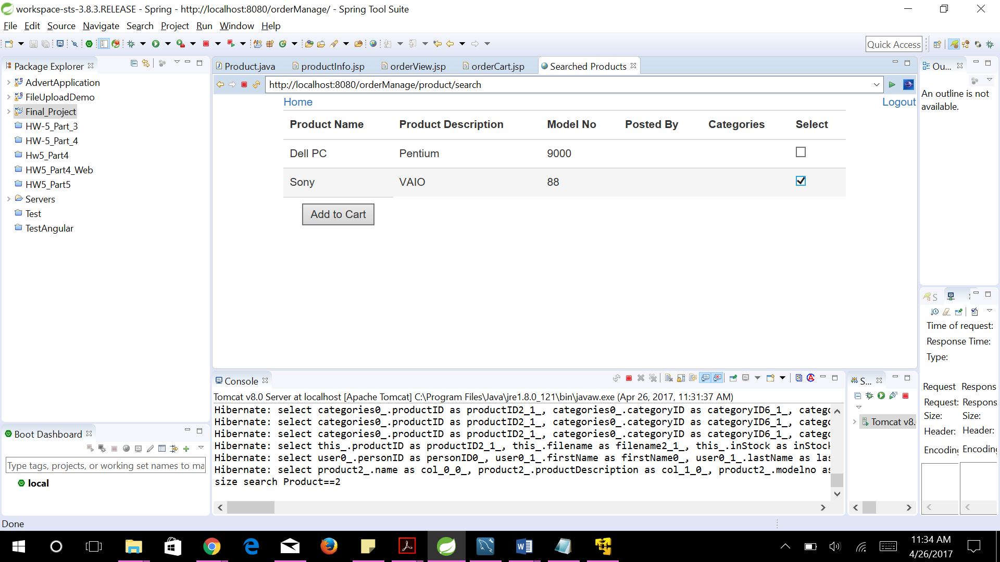 workspace-sts-3.8.3.RELEASE - Spring - http://localhost:8080/orderManage/ - Spring Tool Suite
File Edit Source Navigate Search Project Run Window Help
Quick Access
Package Explorer
AdvertApplication
FileUploadDemo
Final_Project
HW-5_Part_3
HW-5_Part_4
Hw5_Part4
HW5_Part4_Web
HW5_Part5
Servers
Test
TestAngular
Product.java productInfo.jsp orderView.jsp orderCart.jsp Searched Products
http://localhost:8080/orderManage/product/search
Home Logout
Product Name Product Description Model No Posted By Categories Select
Dell PC Pentium 9000
Sony VAIO 88
Add to Cart
Ou...
An outline is not
available.
S
Time of request:
Response Time:
Type:
Request Respons
Request: Respons
Size: Size:
Header: Header:
Encoding Encoding
Boot Dashboard
Type tags, projects, or working set names to ma
local
Console
Tomcat v8.0 Server at localhost [Apache Tomcat] C:\Program Files\Java\jre1.8.0_121\bin\javaw.exe (Apr 26, 2017, 11:31:37 AM)
Hibernate: select categories0_.productID as productID2_1_, categories0_.categoryID as categoryID6_1_, catego
Hibernate: select categories0_.productID as productID2_1_, categories0_.categoryID as categoryID6_1_, catego
Hibernate: select categories0_.productID as productID2_1_, categories0_.categoryID as categoryID6_1_, catego
Hibernate: select this_.productID as productID2_1_, this_.filename as filename2_1_, this_.inStock as inStock
Hibernate: select user0_.personID as personID0_, user0_1_.firstName as firstName0_, user0_1_.lastName as las
Hibernate: select product2_.name as col_0_0_, product2_.productDescription as col_1_0_, product2_.modelno as
size search Product==2
S...
Tomcat v8.
Done
11:34 AM
4/26/2017